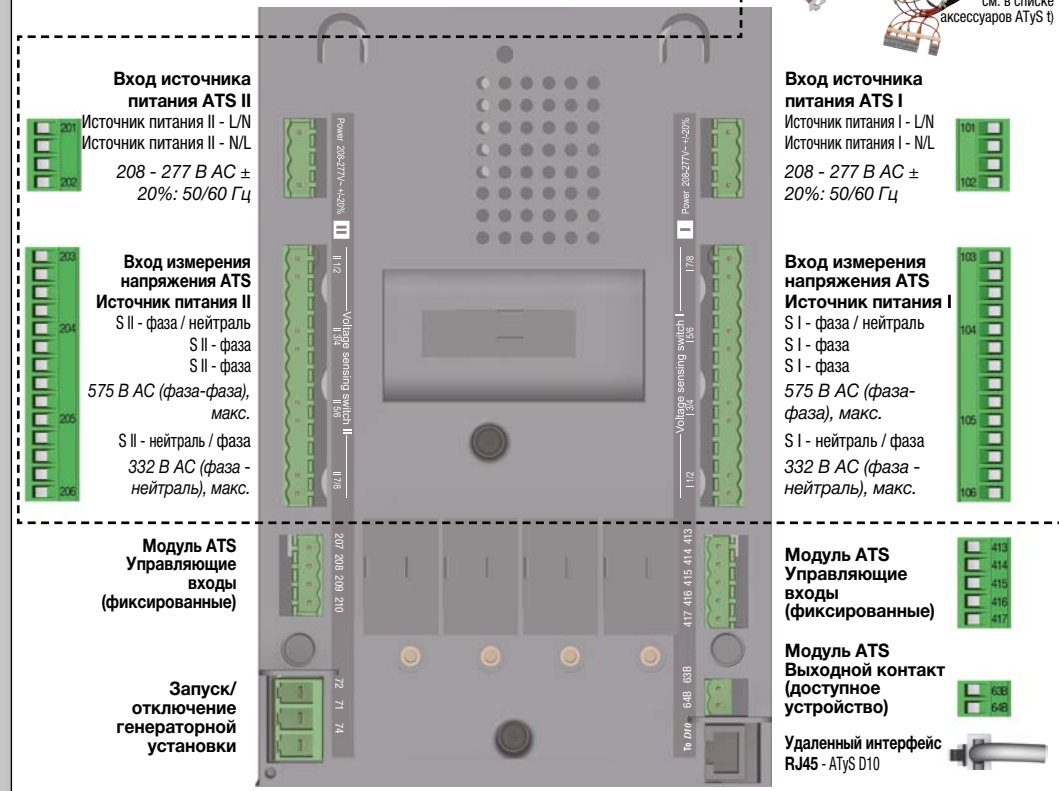 см. в списке
аксессуаров ATyS t)
Вход источника
питания ATS II
Источник питания II - L/N
Источник питания II - N/L
208 - 277 В AC ±
20%: 50/60 Гц
201
202
Вход измерения
напряжения ATS
Источник питания II
S II - фаза / нейтраль
S II - фаза
S II - фаза
575 В AC (фаза-фаза),
макс.
S II - нейтраль / фаза
332 В AC (фаза -
нейтраль), макс.
203
204
205
206
Модуль ATS
Управляющие
входы
(фиксированные)
Запуск/
отключение
генераторной
установки
Power 208-277V~ +/-20%
II
II 1/2
II 3/4
II 5/6
II 7/8
Voltage sensing switch II
207 208 209 210
72 71 74
Power 208-277V~ +/-20%
I
I 7/8
I 5/6
I 3/4
I 1/2
Voltage sensing switch I
417 416 415 414 413
64B 63B
To D10
Вход источника
питания ATS I
Источник питания I - L/N
Источник питания I - N/L
208 - 277 В AC ±
20%: 50/60 Гц
101
102
Вход измерения
напряжения ATS
Источник питания I
S I - фаза / нейтраль
S I - фаза
S I - фаза
575 В AC (фаза-
фаза), макс.
S I - нейтраль / фаза
332 В AC (фаза -
нейтраль), макс.
103
104
105
106
Модуль ATS
Управляющие
входы
(фиксированные)
413
414
415
416
417
Модуль ATS
Выходной контакт
(доступное
устройство)
63B
64B
Удаленный интерфейс
RJ45 - ATyS D10